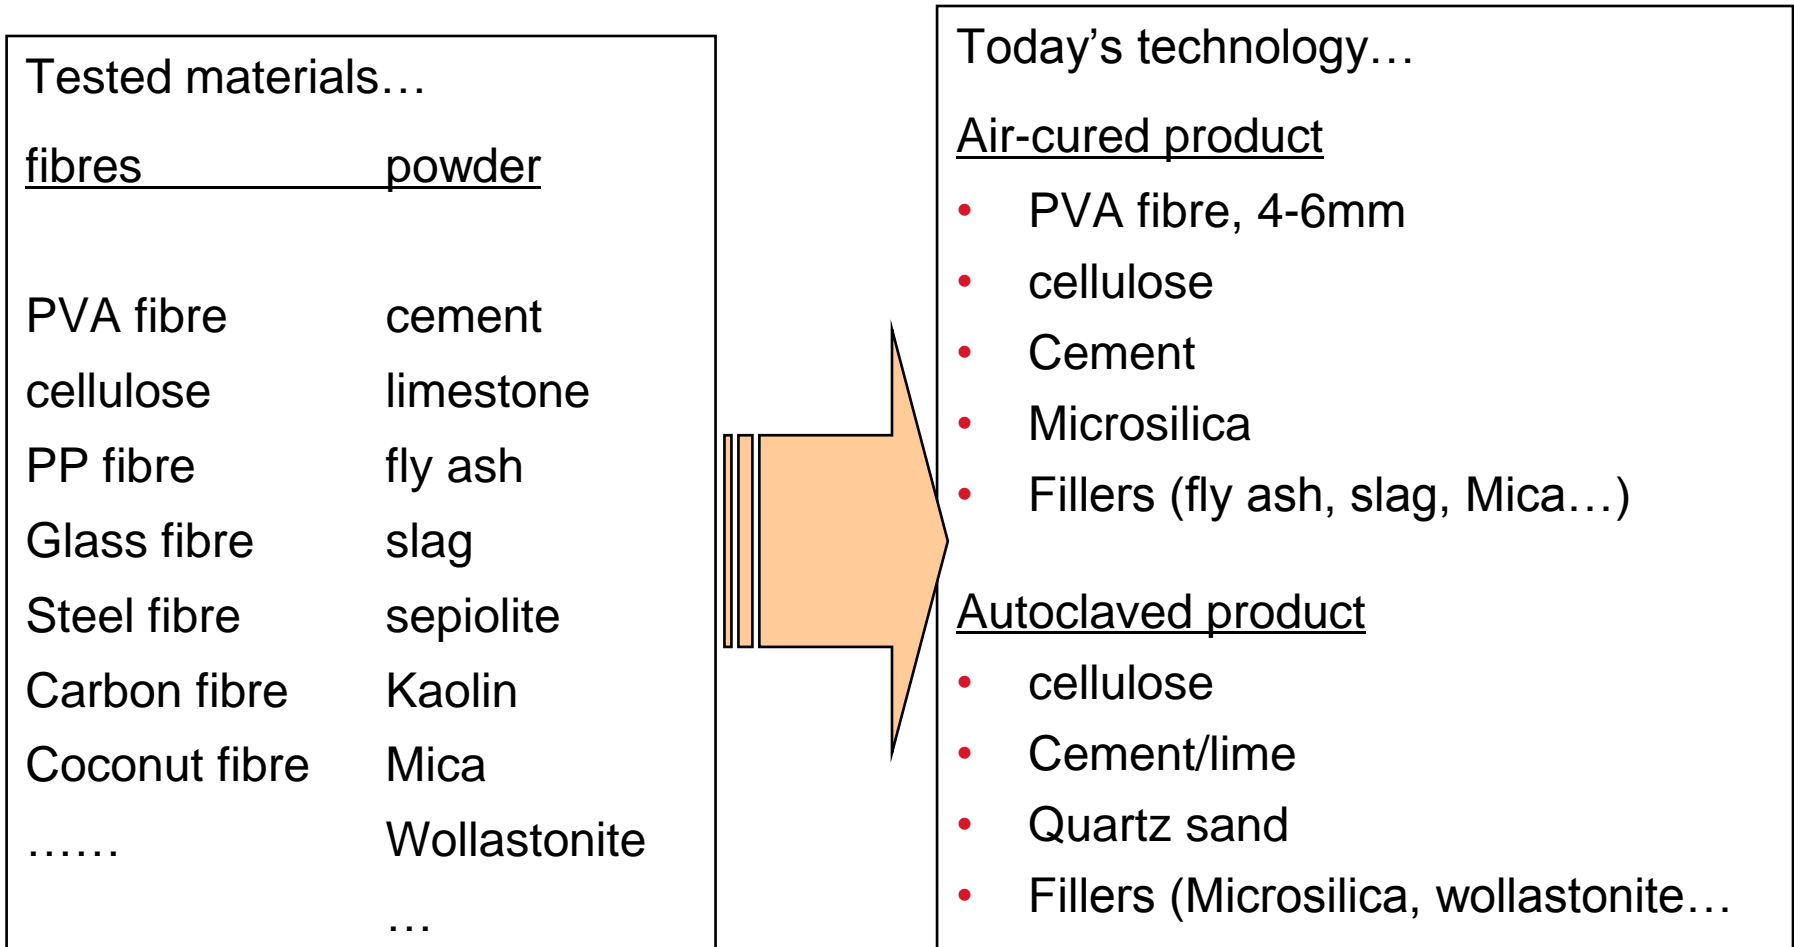 Tested materials…
fibres powder
PVA fibre cement
cellulose limestone
PP fibre fly ash
Glass fibre slag
Steel fibre sepiolite
Carbon fibre Kaolin
Coconut fibre Mica
…… Wollastonite
…
Today’s technology…
Air-cured product
• PVA fibre, 4-6mm
• cellulose
• Cement
• Microsilica
• Fillers (fly ash, slag, Mica…)
Autoclaved product
• cellulose
• Cement/lime
• Quartz sand
• Fillers (Microsilica, wollastonite…